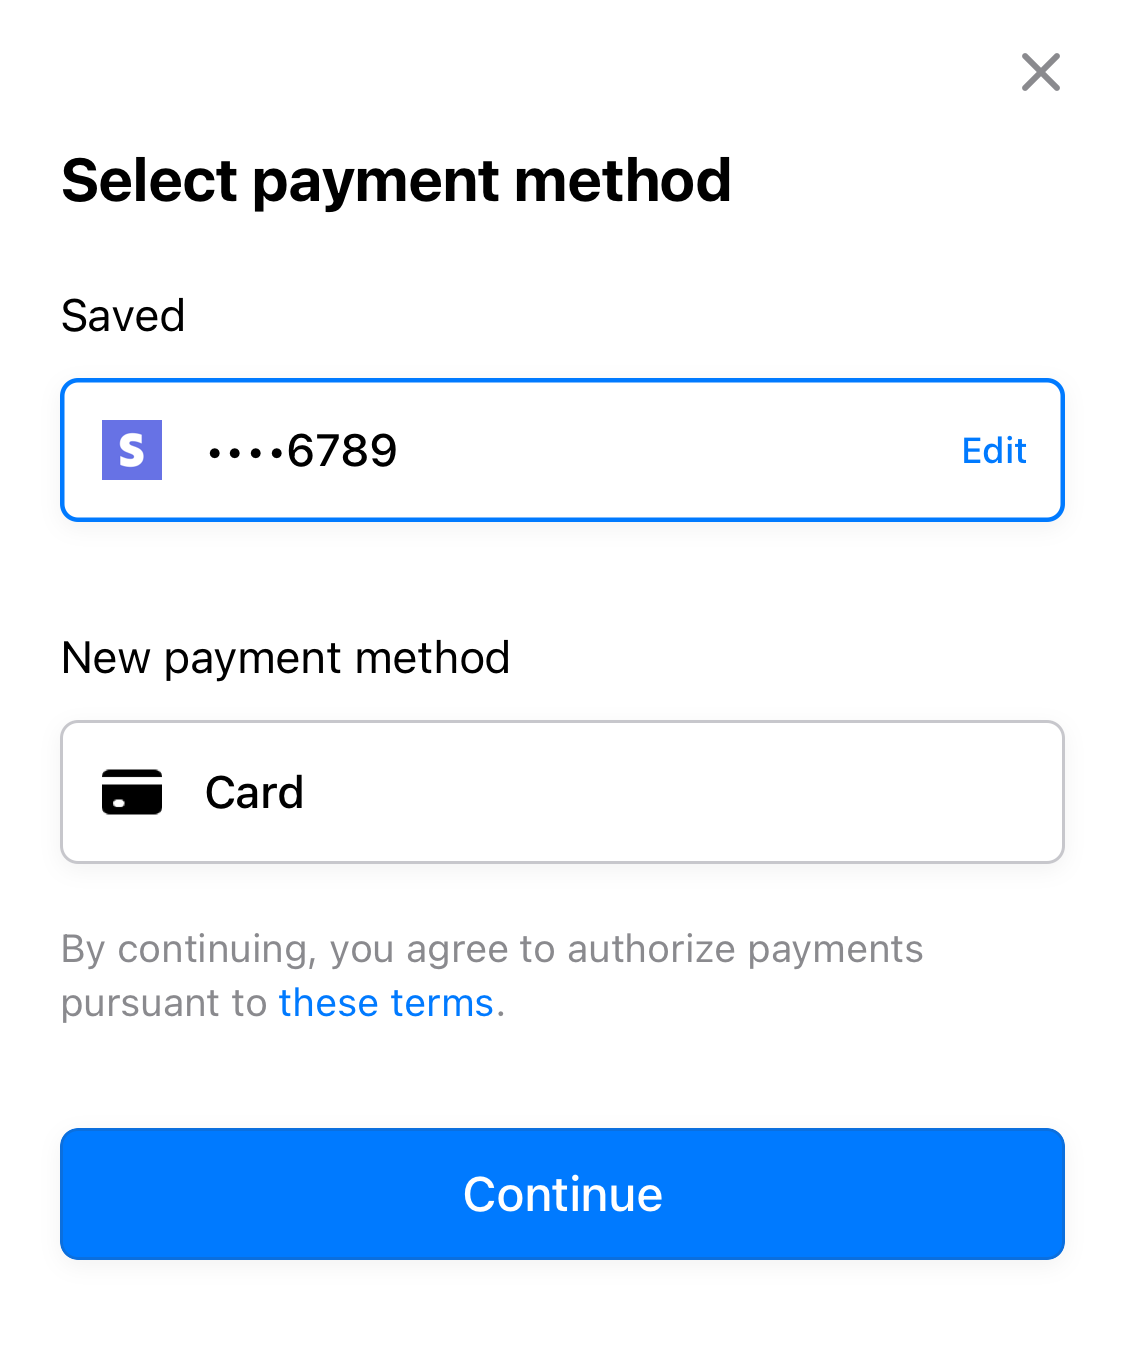 Select payment method
Saved
S ····6789 Edit
New payment method
Card
By continuing, you agree to authorize payments
pursuant to these terms.
Continue